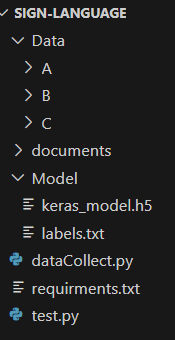 SIGN-LANGUAGE
Data
A
B
C
documents
Model
keras_model.h5
labels.txt
dataCollect.py
requirments.txt
test.py